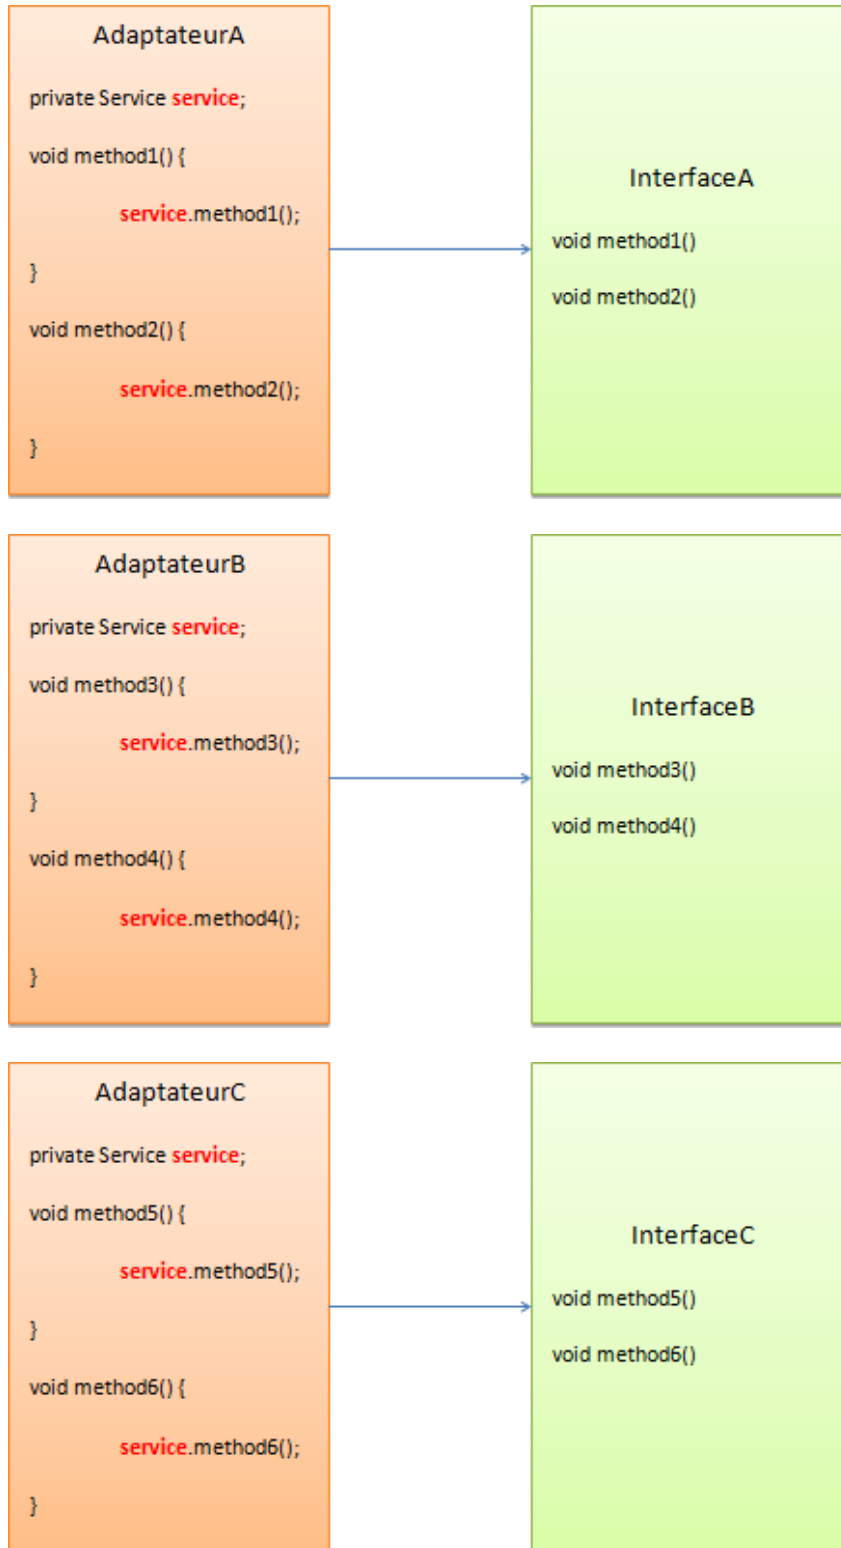 AdaptateurA
private Service service;
void method1() {
service.method1();
}
void method2() {
service.method2();
}
InterfaceA
void method1()
void method2()
AdaptateurB
private Service service;
void method3() {
service.method3();
}
void method4() {
service.method4();
}
InterfaceB
void method3()
void method4()
AdaptateurC
private Service service;
void method5() {
service.method5();
}
void method6() {
service.method6();
}
InterfaceC
void method5()
void method6()